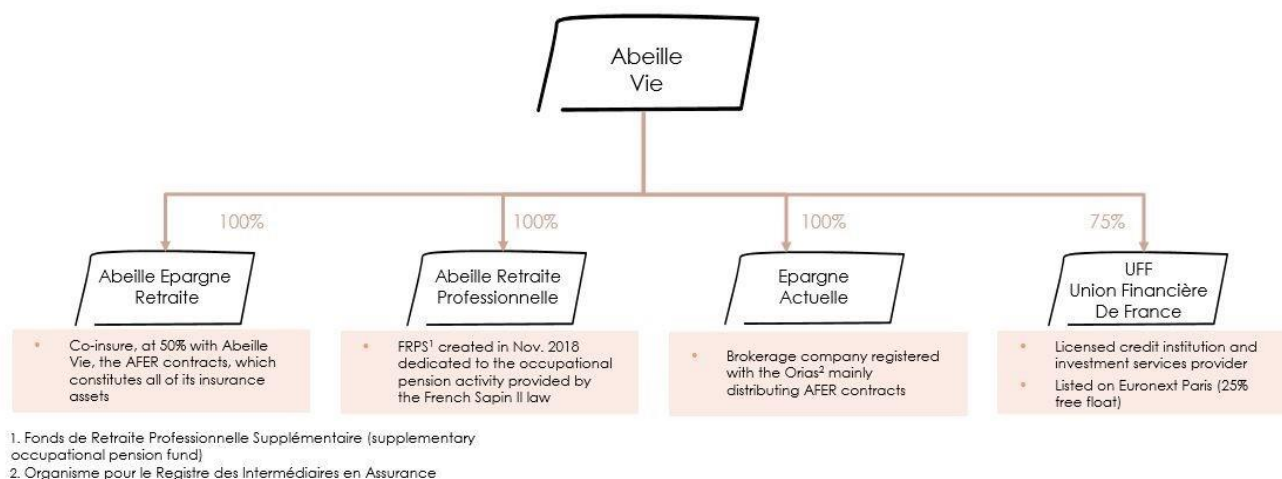 Abeille
Vie
100%
100%
100%
75%
Abeille Epargne
Retraite
Abeille Retraite
Professionnelle
Epargne
Actuelle
UFF
Union Financière
De France
• Co-insure, at 50% with Abeille
Vie, the AFER contracts, which
constitutes all of its insurance
assets
• FRPS¹ created in Nov. 2018
dedicated to the occupational
pension activity provided by
the French Sapin II law
• Brokerage company registered
with the Orias² mainly
distributing AFER contracts
• Licensed credit institution and
investment services provider
• Listed on Euronext Paris (25%
free float)
1. Fonds de Retraite Professionnelle Supplémentaire (supplementary
occupational pension fund)
2. Organisme pour le Registre des Intermédiaires en Assurance